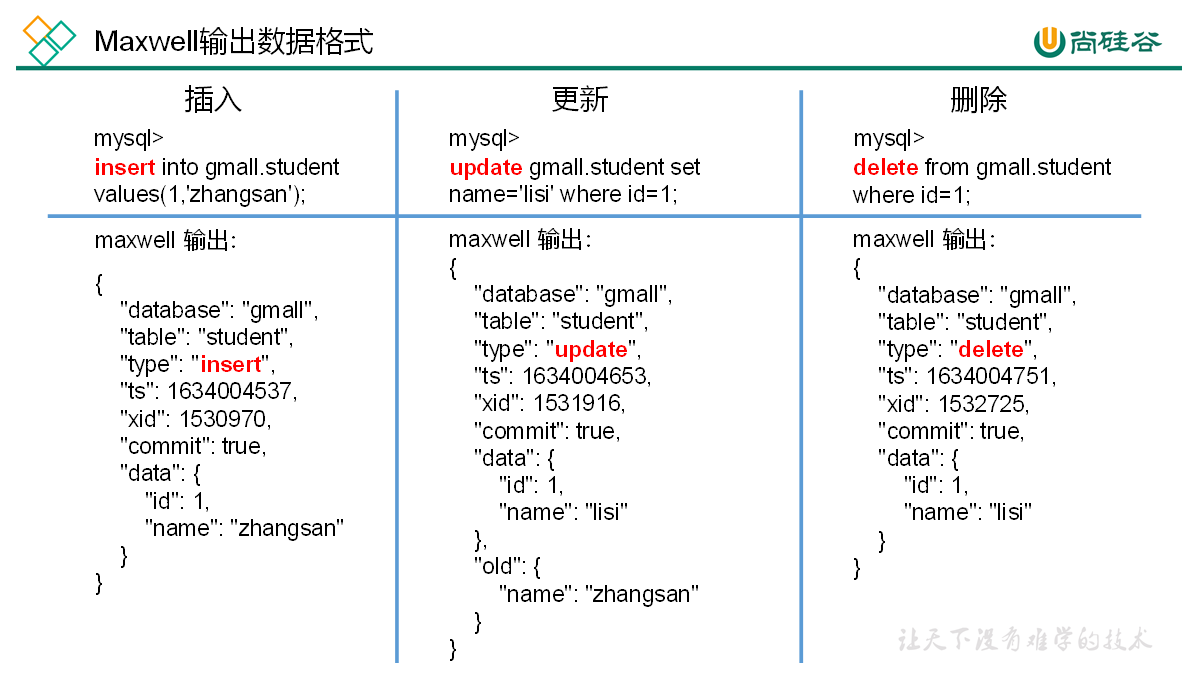 Maxwell输出数据格式
尚硅谷
插入
mysql>
insert into gmall.student
values(1,'zhangsan');
maxwell 输出:
{
"database": "gmall",
"table": "student",
"type": "insert",
"ts": 1634004537,
"xid": 1530970,
"commit": true,
"data": {
"id": 1,
"name": "zhangsan"
}
}
更新
mysql>
update gmall.student set
name='lisi' where id=1;
maxwell 输出:
{
"database": "gmall",
"table": "student",
"type": "update",
"ts": 1634004653,
"xid": 1531916,
"commit": true,
"data": {
"id": 1,
"name": "lisi"
},
"old": {
"name": "zhangsan"
}
}
删除
mysql>
delete from gmall.student
where id=1;
maxwell 输出:
{
"database": "gmall",
"table": "student",
"type": "delete",
"ts": 1634004751,
"xid": 1532725,
"commit": true,
"data": {
"id": 1,
"name": "lisi"
}
}
让天下没有难学的技术